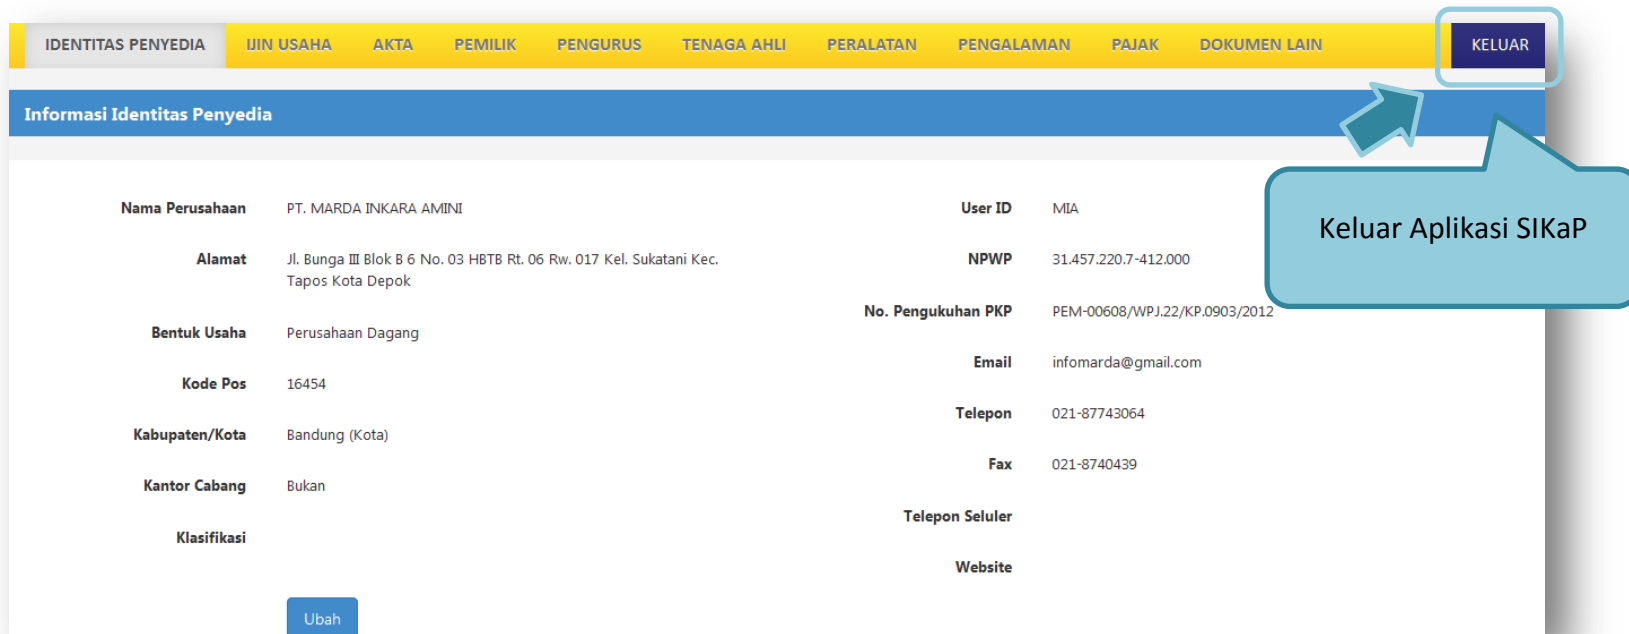 IDENTITAS PENYEDIA IJIN USAHA AKTA PEMILIK PENGURUS TENAGA AHLI PERALATAN PENGALAMAN PAJAK DOKUMEN LAIN KELUAR
Informasi Identitas Penyedia
Nama Perusahaan PT. MARDA INKARA AMINI
Alamat Jl. Bunga III Blok B 6 No. 03 HBTB Rt. 06 Rw. 017 Kel. Sukatani Kec.
Tapos Kota Depok
Bentuk Usaha Perusahaan Dagang
Kode Pos 16454
Kabupaten/Kota Bandung (Kota)
Kantor Cabang Bukan
Klasifikasi
Ubah
User ID MIA
NPWP 31.457.220.7-412.000
No. Pengukuhan PKP PEM-00608/WPJ.22/KP.0903/2012
Email infomarda@gmail.com
Telepon 021-87743064
Fax 021-8740439
Telepon Seluler
Website
Keluar Aplikasi SIKaP